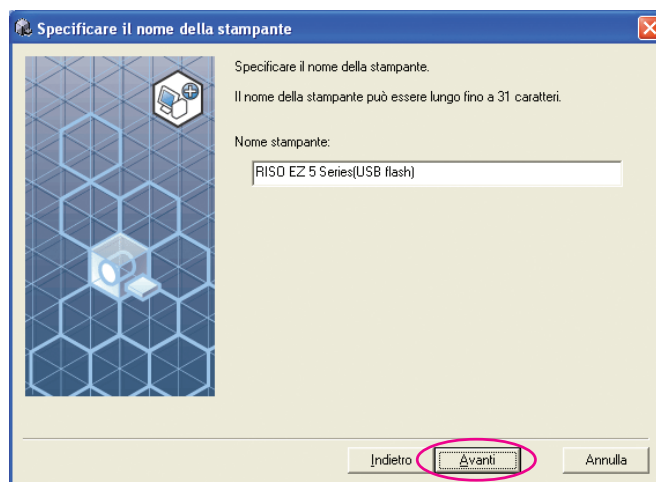 Specificare il nome della stampante
Specificare il nome della stampante.
Il nome della stampante può essere lungo fino a 31 caratteri.
Nome stampante:
RISO EZ 5 Series(USB flash)
Indietro
Avanti
Annulla